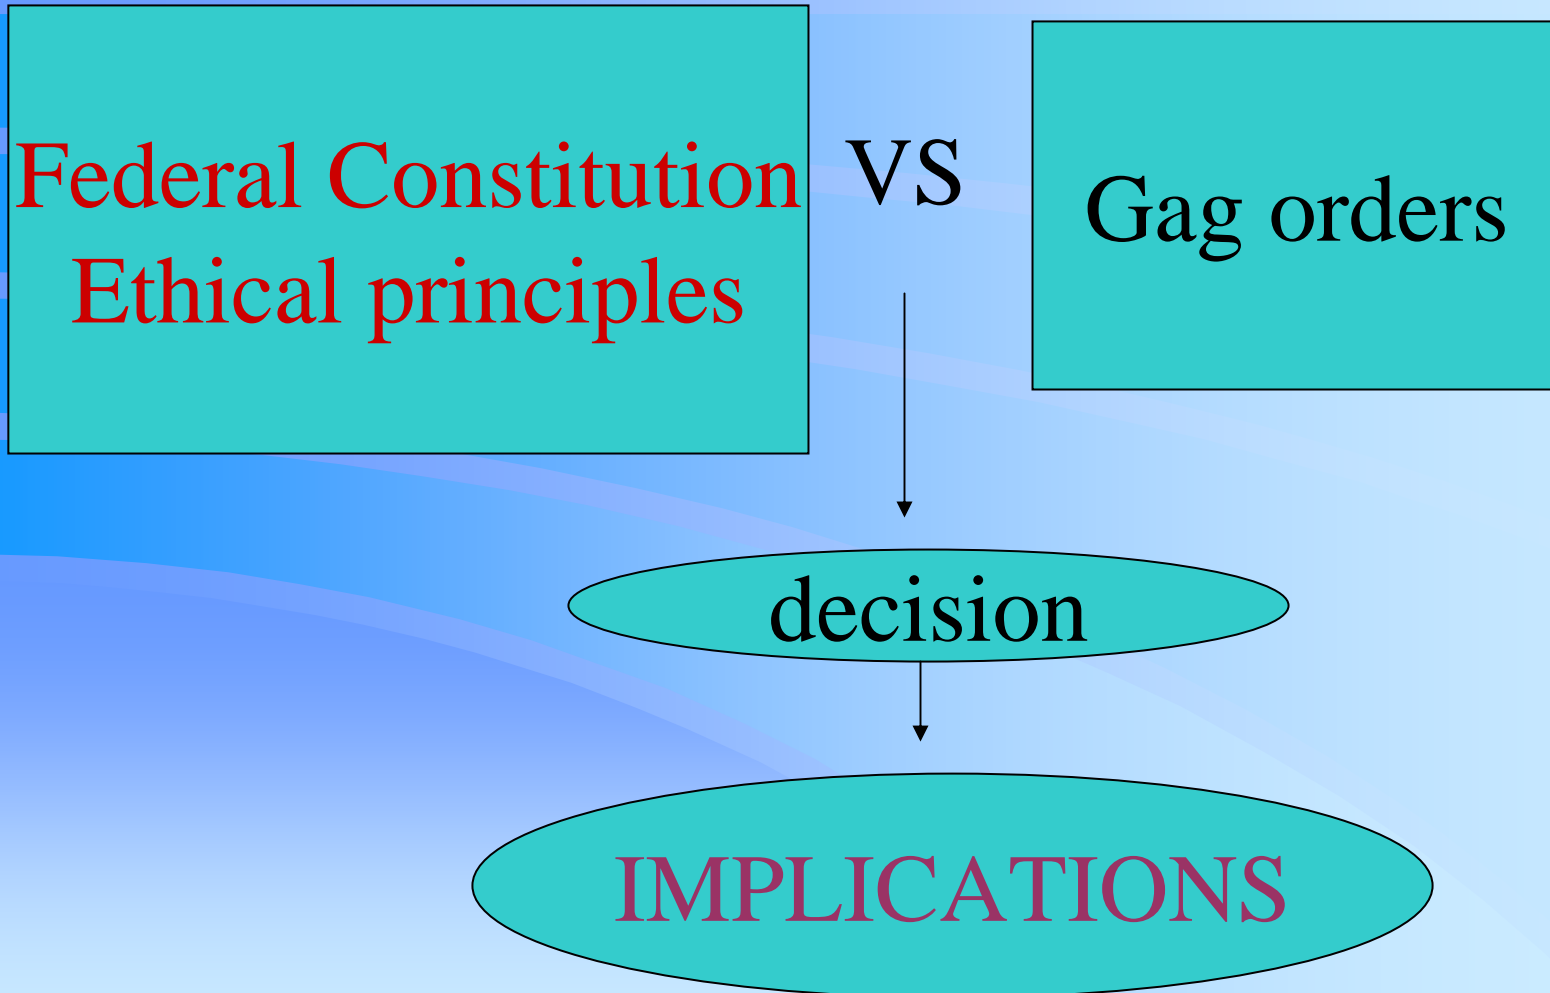 Federal Constitution
Ethical principles
VS
Gag orders
decision
IMPLICATIONS